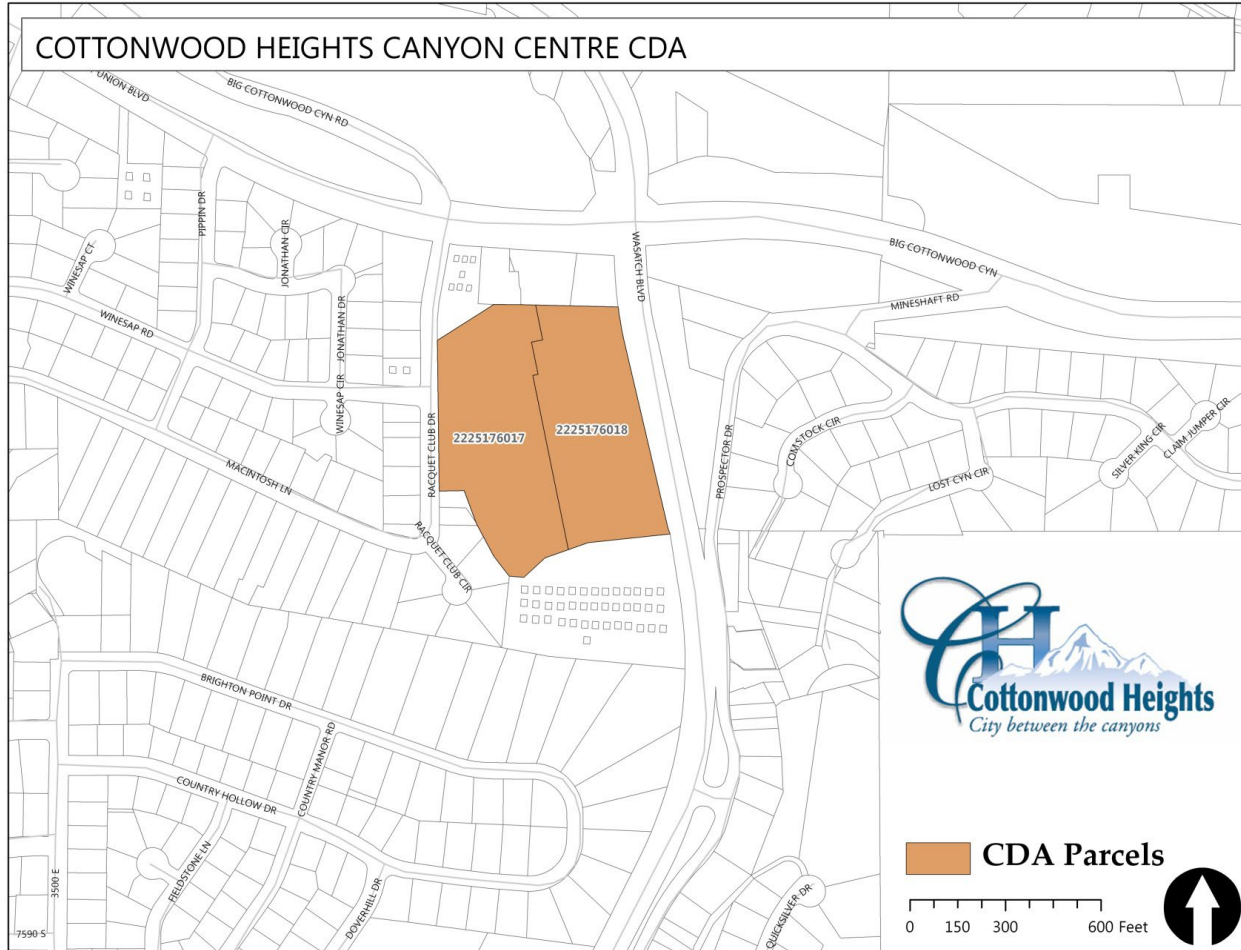 COTTONWOOD HEIGHTS CANYON CENTRE CDA
UNION BLVD
BIG COTTONWOOD CYN RD
PIPPIN DR
JONATHAN CIR
WINESAP CT
WASATCH BLVD
BIG COTTONWOOD CYN
MINESHAFT RD
WINESAP RD
JONATHAN DR
WINESAP CIR
RACQUET CLUB DR
2225176017
2225176018
PROSPECTOR DR
COMSTOCK CIR
SILVER KING CIR
CLAIM JUMPER CIR
LOST CYN CIR
MACINTOSH LN
RACQUET CLUB CIR
CH
Cottonwood Heights
City between the canyons
BRIGHTON POINT DR
COUNTRY MANOR RD
COUNTRY HOLLOW DR
FIELDSTONE LN
DOVERHILL DR
3500 E
7590 S
QUICKSILVER DR
CDA Parcels
0 150 300 600 Feet